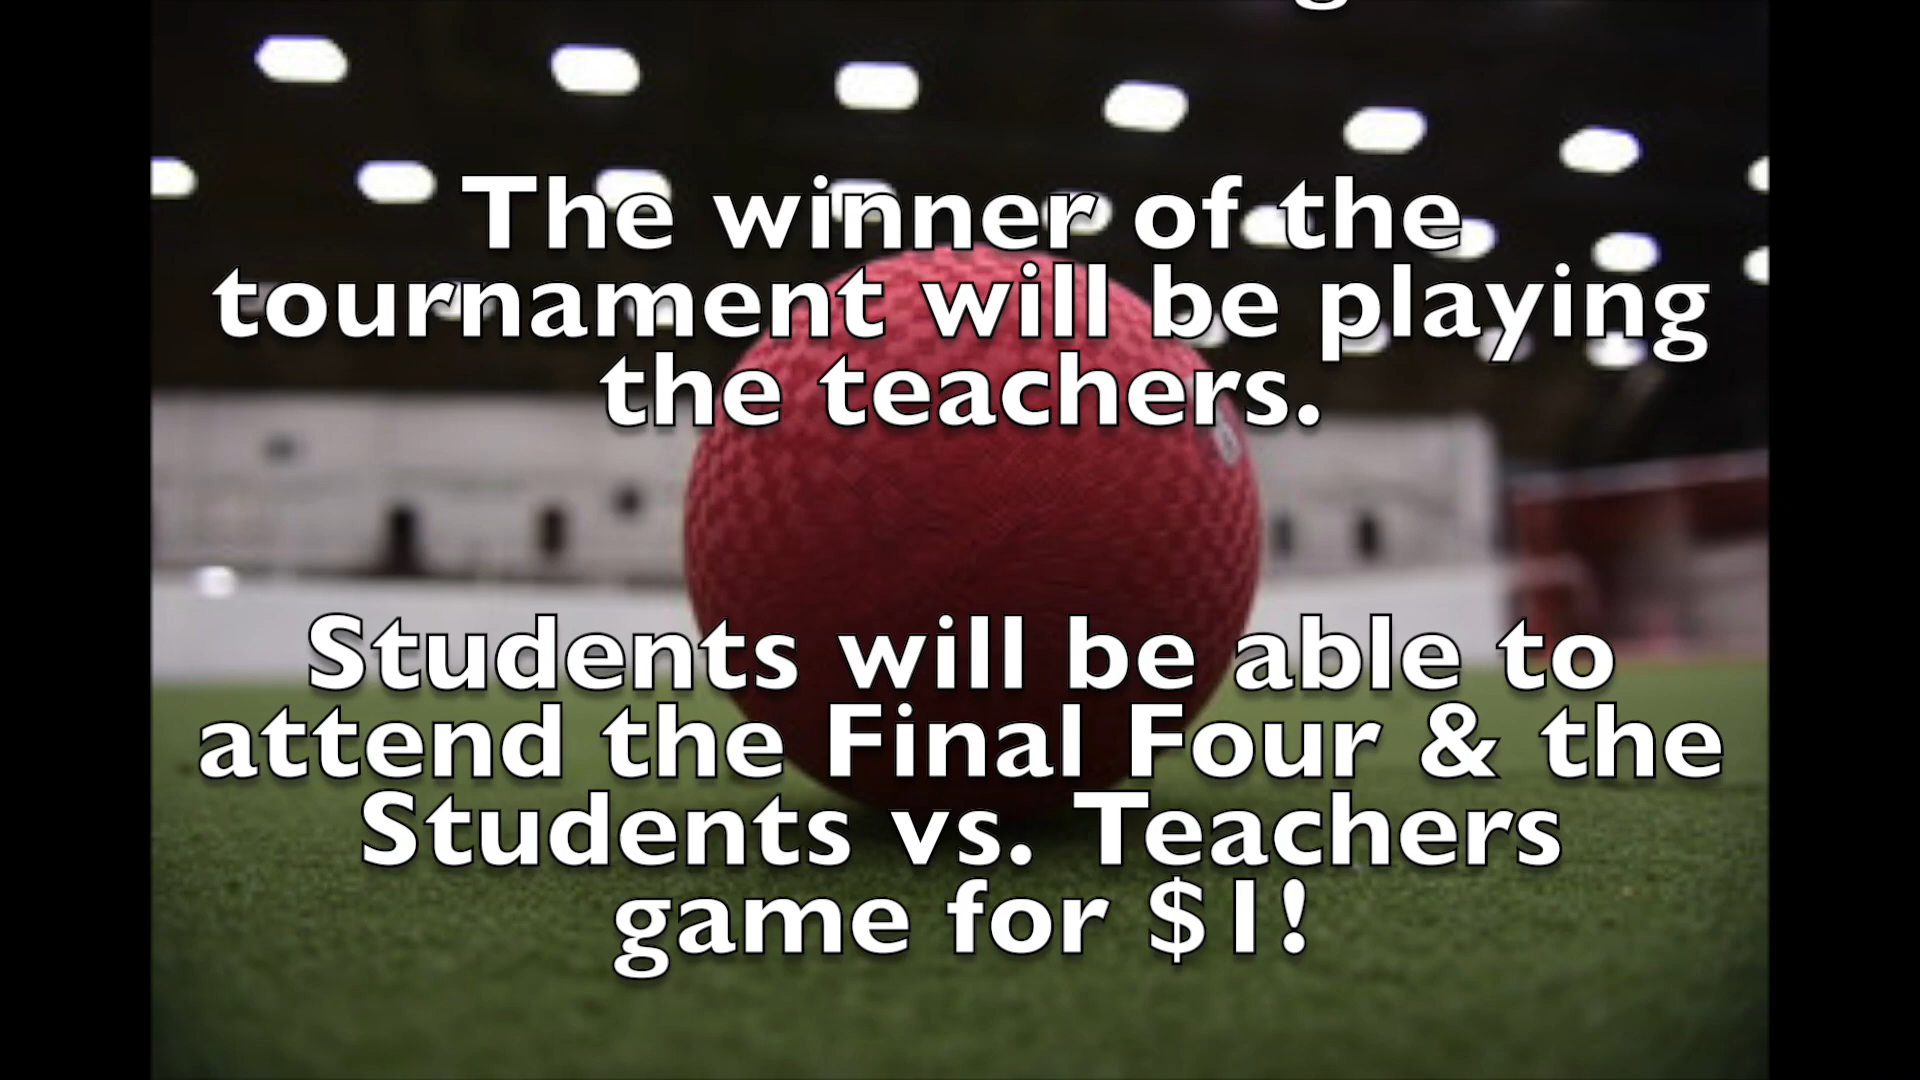 The winner of the
tournament will be playing
the teachers.
Students will be able to
attend the Final Four & the
Students vs. Teachers
game for $1!